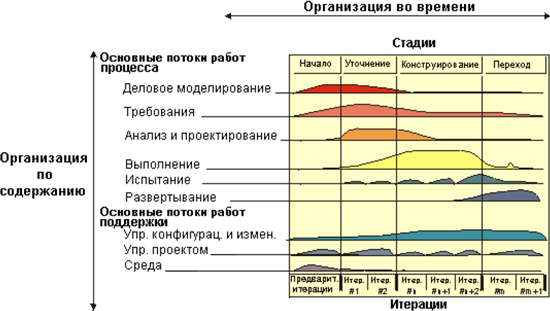 Организация во времени
Стадии
Основные потоки работ
процесса
Начало Уточнение Конструирование Переход
Деловое моделирование
Требования
Анализ и проектирование
Организация
по
содержанию
Выполнение
Испытание
Развертывание
Основные потоки работ
поддержки
Упр. конфигурац. и измен.
Упр. проектом
Среда
Предварит. итерации
Итер. #1
Итер. #2
Итер. #n
Итер. #n+1
Итер. #n+2
Итер. #m
Итер. #m+1
Итерации